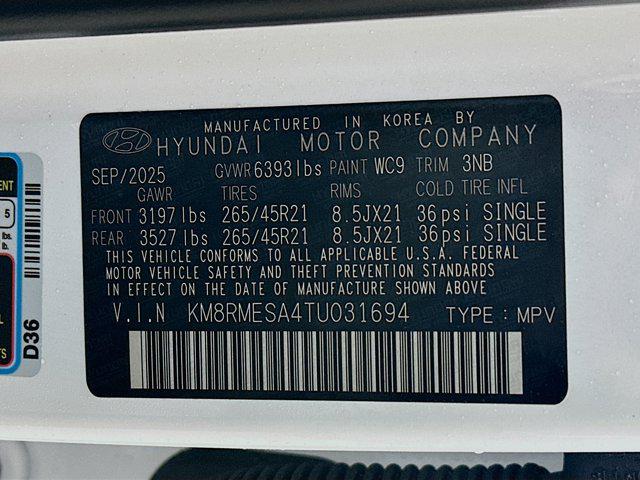 MANUFACTURED IN KOREA BY
HYUNDAI MOTOR COMPANY
SEP/2025 GVWR 6393lbs PAINT WC9 TRIM 3NB
GAWR TIRES RIMS COLD TIRE INFL
FRONT 3197lbs 265/45R21 8.5JX21 36psi SINGLE
REAR 3527lbs 265/45R21 8.5JX21 36psi SINGLE
THIS VEHICLE CONFORMS TO ALL APPLICABLE U.S.A. FEDERAL
MOTOR VEHICLE SAFETY AND THEFT PREVENTION STANDARDS
IN EFFECT ON THE DATE OF MANUFACTURE SHOWN ABOVE
V.I.N KM8RMESA4TU031694 TYPE : MPV
5
lbs.
lb.
D36